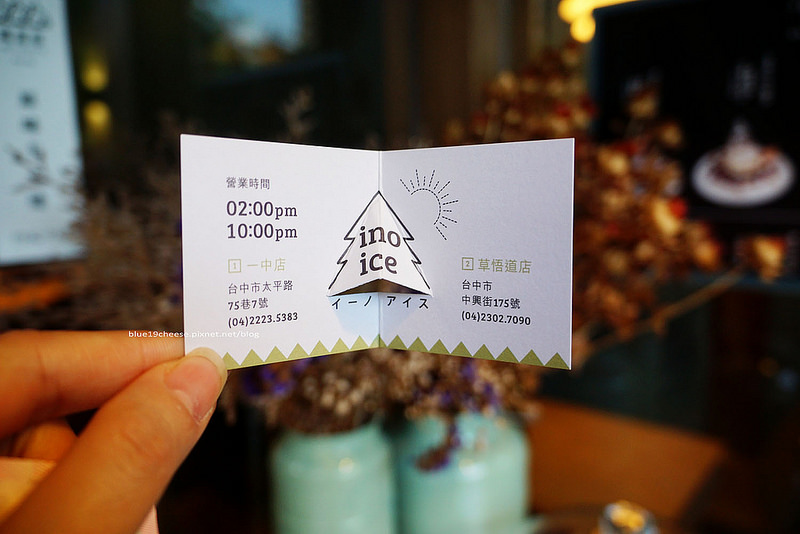 營業時間
02:00pm
10:00pm
1 一中店
台中市太平路
75巷7號
(04)2223.5383
ino
ice
イーノ アイス
2 草悟道店
台中市
中興街175號
(04)2302.7090
blue19cheese.pixnet.net/blog